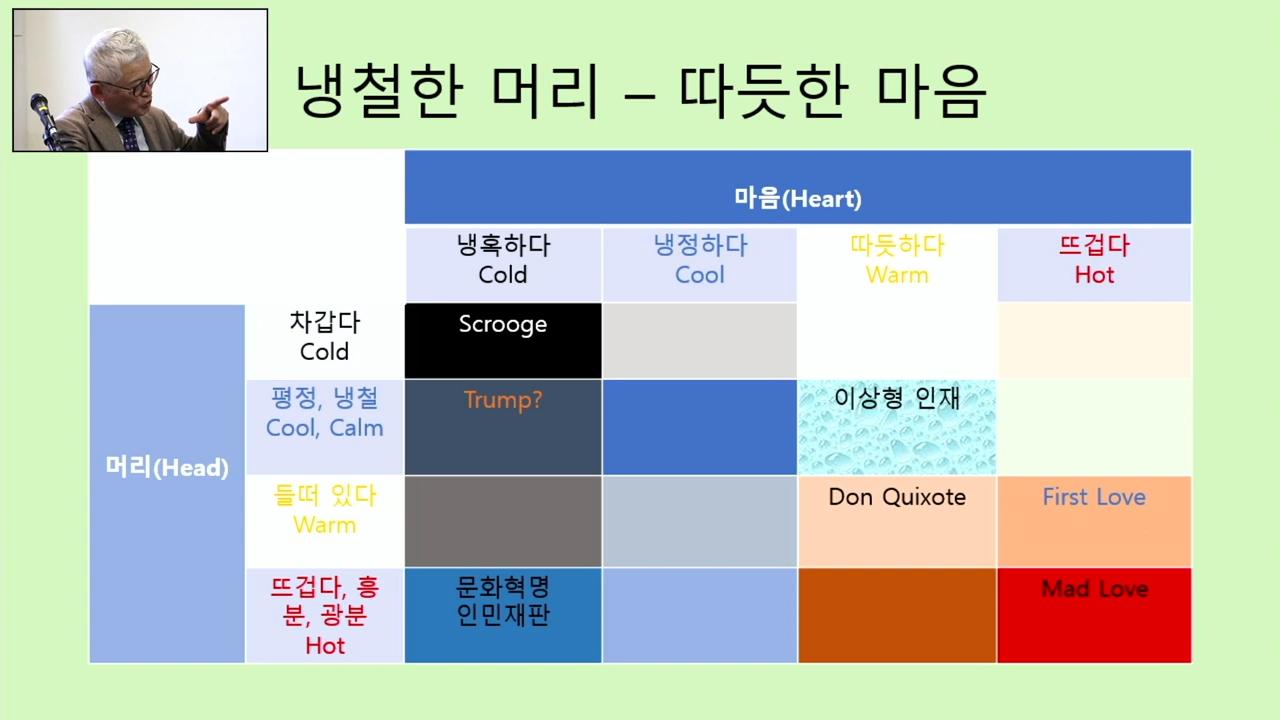 냉철한 머리 – 따듯한 마음
마음(Heart)
냉혹하다
Cold
냉정하다
Cool
따듯하다
Warm
뜨겁다
Hot
머리(Head)
차갑다
Cold
Scrooge
평정, 냉철
Cool, Calm
Trump?
이상형 인재
들떠 있다
Warm
Don Quixote
First Love
뜨겁다, 흥
분, 광분
Hot
문화혁명
인민재판
Mad Love